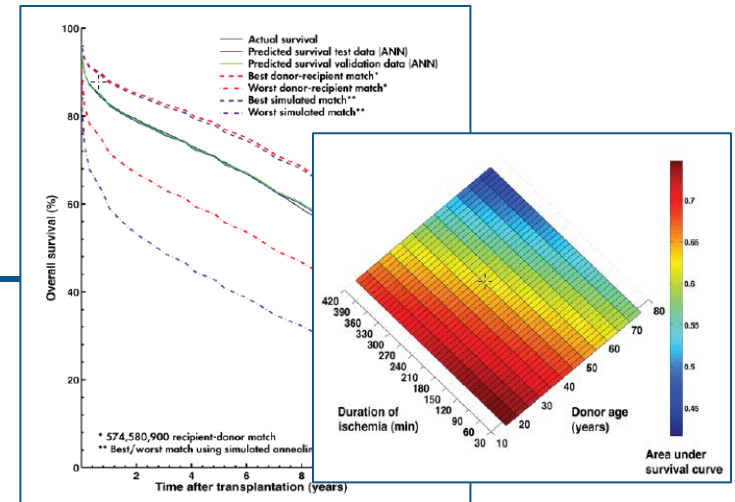 100
80
60
40
20
0
Overall survival (%)
Actual survival
Predicted survival test data (ANN)
Predicted survival validation data (ANN)
Best donor-recipient match*
Worst donor-recipient match*
Best simulated match**
Worst simulated match**
* 574,580,900 recipient-donor match
** Best/worst match using simulated annealin
2 4 6 8
Time after transplantation (years)
420
390
360
330
300
270
240
210
180
150
120
90
60
30
Duration of
ischemia (min)
10
20
30
40
50
60
70
80
Donor age
(years)
0.7
0.65
0.6
0.55
0.5
0.45
Area under
survival curve